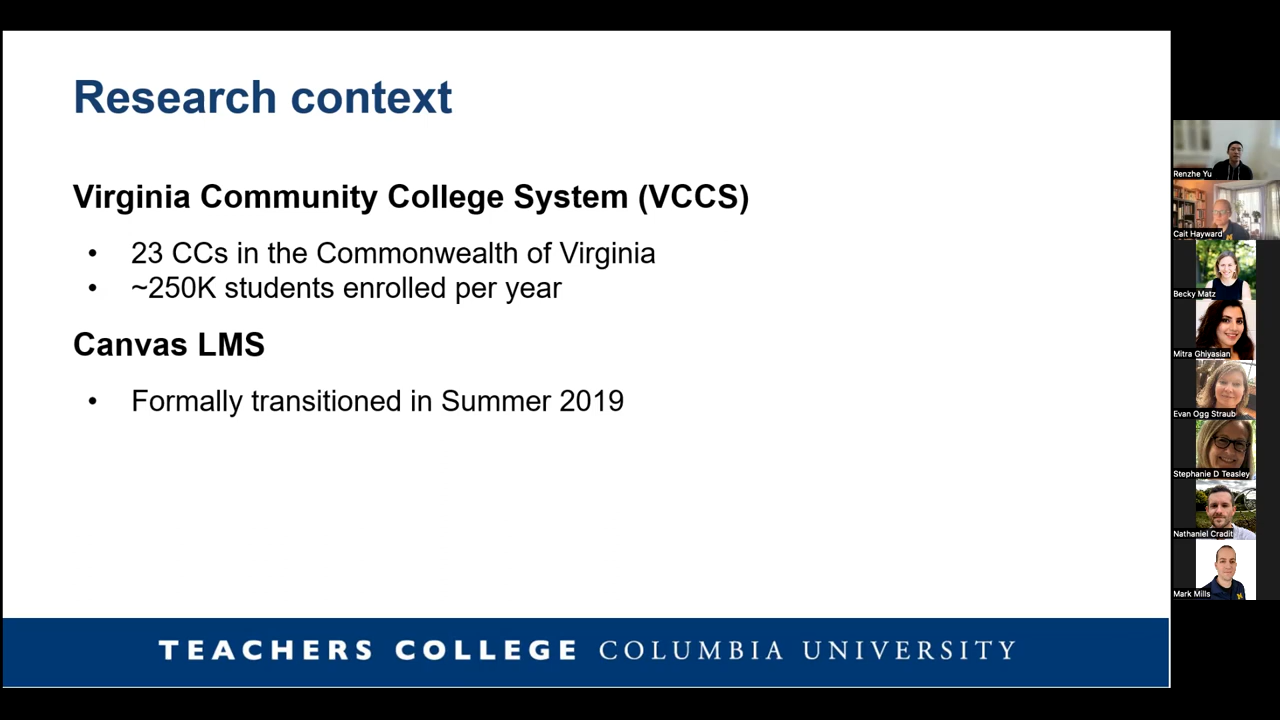 Research context
Virginia Community College System (VCCS)
• 23 CCs in the Commonwealth of Virginia
• ~250K students enrolled per year
Canvas LMS
• Formally transitioned in Summer 2019
TEACHERS COLLEGE COLUMBIA UNIVERSITY
Renzhe Yu
Cait Hayward
Becky Matz
Mitra Ghiyasian
Evan Ogg Straub
Stephanie D Teasley
Nathaniel Cradit
Mark Mills